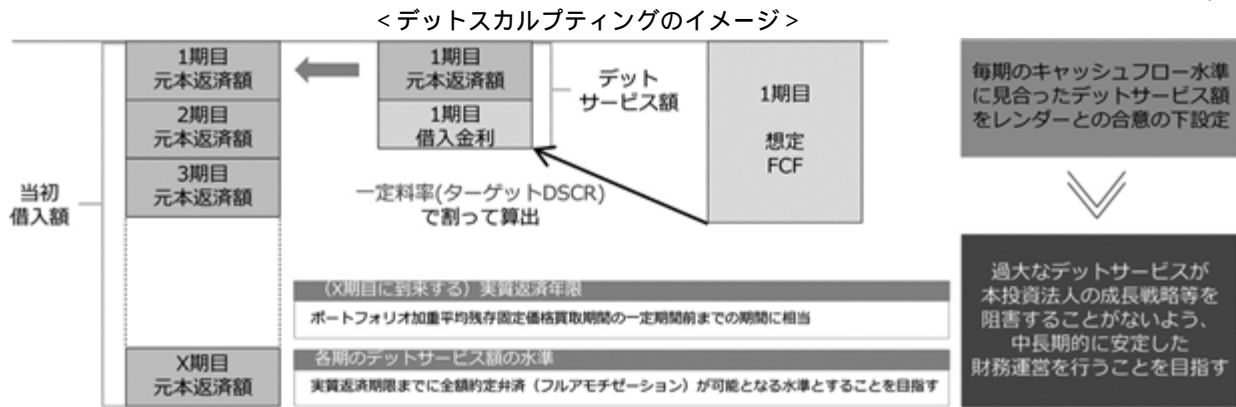 <デットスカルプティングのイメージ>
当初
借入額
1期目
元本返済額
2期目
元本返済額
3期目
元本返済額
X期目
元本返済額
1期目
元本返済額
1期目
借入金利
デット
サービス額
一定料率(ターゲットDSCR)
で割って算出
1期目
想定
FCF
(X期目に到来する)実質返済年限
ポートフォリオ加重平均残存固定価格買取期間の一定期間前までの期間に相当
各期のデットサービス額の水準
実質返済期限までに全額約定弁済(フルアモチゼーション)が可能となる水準とすることを目指す
毎期のキャッシュフロー水準
に見合ったデットサービス額
をレンダーとの合意の下設定
過大なデットサービスが
本投資法人の成長戦略等を
阻害することがないよう、
中長期的に安定した
財務運営を行うことを目指す